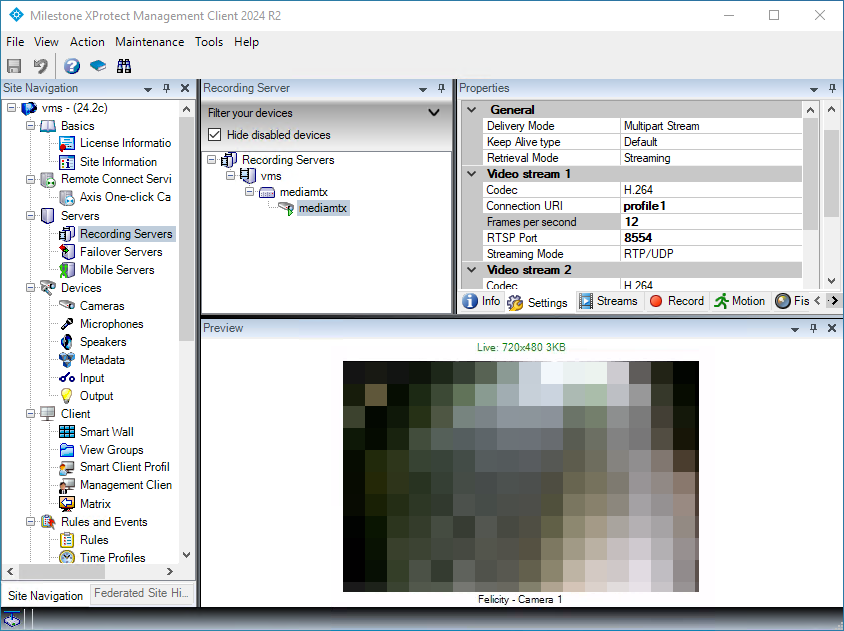 Milestone XProtect Management Client 2024 R2
File View Action Maintenance Tools Help
Site Navigation
vms - (24.2c)
Basics
License Informatio
Site Information
Remote Connect Servi
Axis One-click Ca
Servers
Recording Servers
Failover Servers
Mobile Servers
Devices
Cameras
Microphones
Speakers
Metadata
Input
Output
Client
Smart Wall
View Groups
Smart Client Profil
Management Clien
Matrix
Rules and Events
Rules
Time Profiles
Site Navigation Federated Site Hi...
Recording Server
Filter your devices
Hide disabled devices
Recording Servers
vms
mediamtx
mediamtx
Properties
General
Delivery Mode Multipart Stream
Keep Alive type Default
Retrieval Mode Streaming
Video stream 1
Codec H.264
Connection URI profile1
Frames per second 12
RTSP Port 8554
Streaming Mode RTP/UDP
Video stream 2
Codec H.264
Info Settings Streams Record Motion Fis
Preview
Live: 720x480 3KB
Felicity - Camera 1